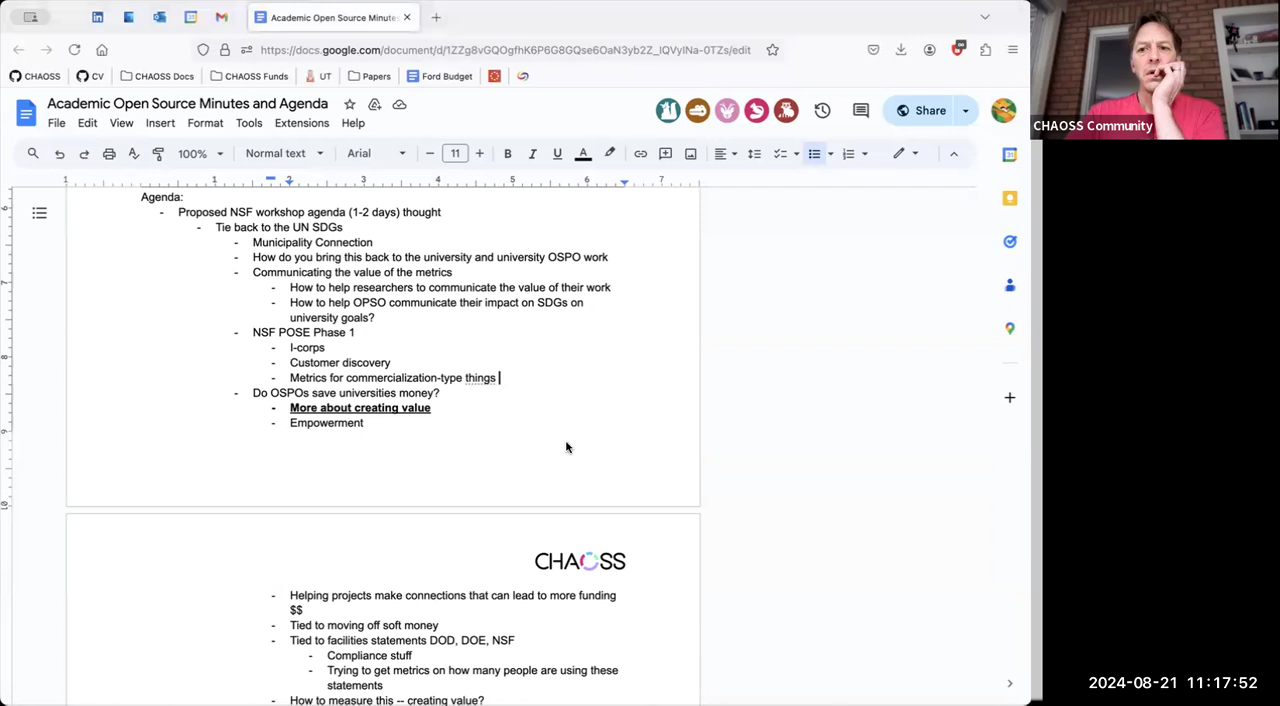 Academic Open Source Minutes
https://docs.google.com/document/d/1ZZg8vGQOgfhK6P6G8GQse6OaN3yb2Z_IQVyINa-0TZs/edit
CHAOSS
CV
CHAOSS Docs
CHAOSS Funds
UT
Papers
Ford Budget
Academic Open Source Minutes and Agenda
File Edit View Insert Format Tools Extensions Help
Share
100% Normal text Arial 11
1 1 2 3 4 5 6 7
Agenda:
- Proposed NSF workshop agenda (1-2 days) thought
- Tie back to the UN SDGs
- Municipality Connection
- How do you bring this back to the university and university OSPO work
- Communicating the value of the metrics
- How to help researchers to communicate the value of their work
- How to help OPSO communicate their impact on SDGs on
university goals?
- NSF POSE Phase 1
- I-corps
- Customer discovery
- Metrics for commercialization-type things
- Do OSPOs save universities money?
- More about creating value
- Empowerment
CHAOSS
- Helping projects make connections that can lead to more funding
$$
- Tied to moving off soft money
- Tied to facilities statements DOD, DOE, NSF
- Compliance stuff
- Trying to get metrics on how many people are using these
statements
- How to measure this -- creating value?
CHAOSS Community
2024-08-21 11:17:52